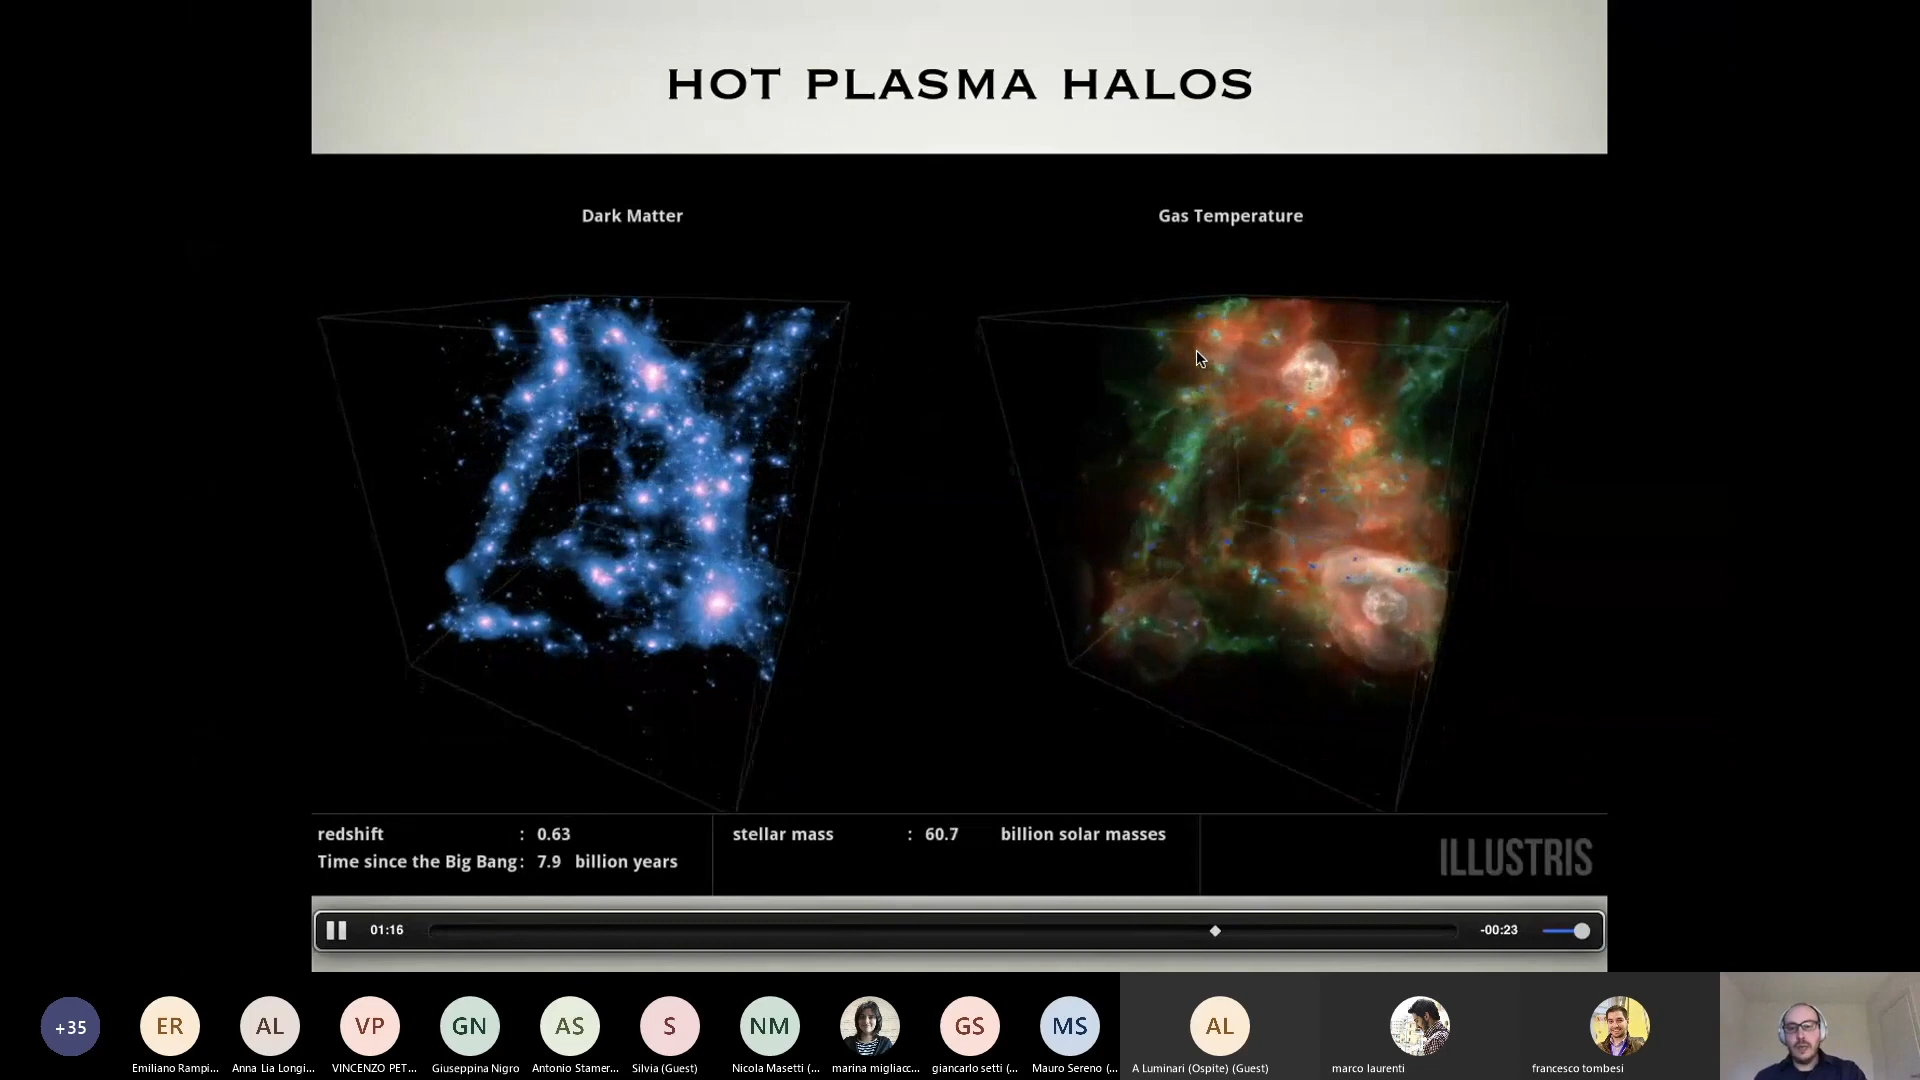 HOT PLASMA HALOS
Dark Matter
Gas Temperature
redshift : 0.63
Time since the Big Bang : 7.9 billion years
stellar mass : 60.7 billion solar masses
ILLUSTRIS
01:16
-00:23
+35
ER
AL
VP
GN
AS
S
NM
GS
MS
AL
Emiliano Rampi...
Anna Lia Longi...
VINCENZO PET...
Giuseppina Nigro
Antonio Stamer...
Silvia (Guest)
Nicola Masetti (...
marina migliacc...
giancarlo setti (...
Mauro Sereno (...
A Luminari (Ospite) (Guest)
marco laurenti
francesco tombesi